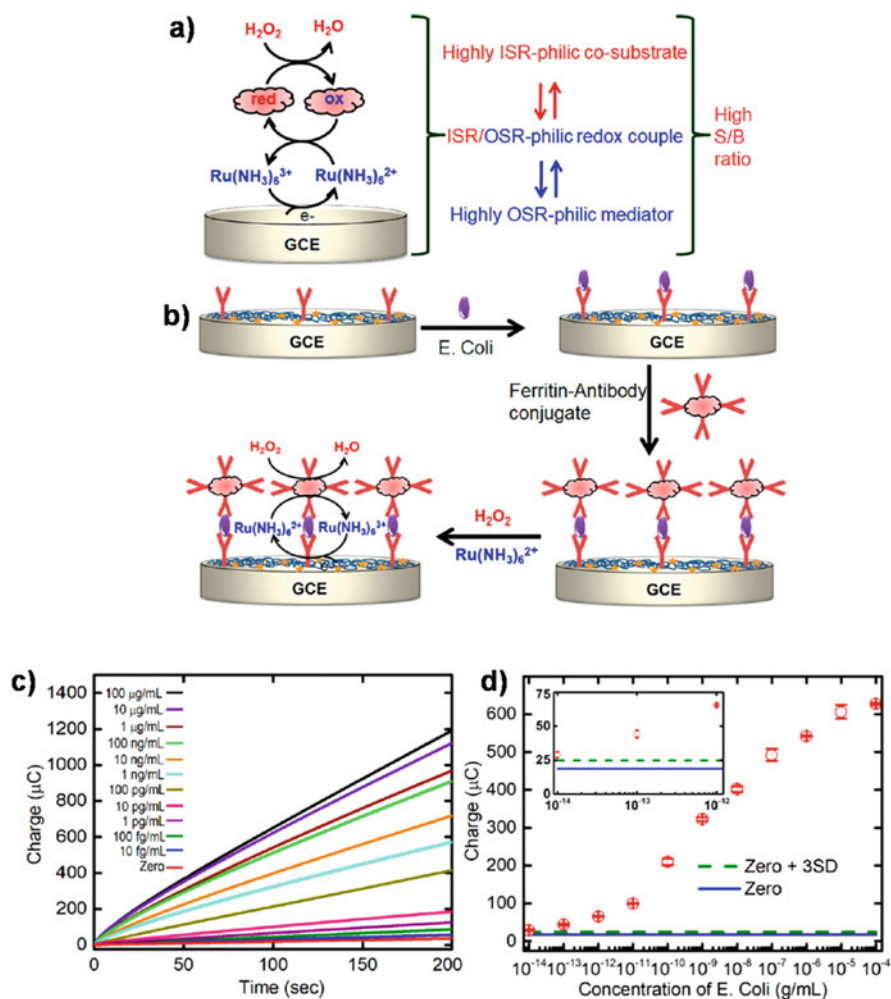 a)
H2O2
H2O
red
ox
Ru(NH3)6 3+
Ru(NH3)6 2+
e-
GCE
Highly ISR-philic co-substrate
ISR/OSR-philic redox couple
Highly OSR-philic mediator
High
S/B
ratio
b)
GCE
E. Coli
GCE
Ferritin-Antibody
conjugate
H2O2
H2O
Ru(NH3)6 2+
Ru(NH3)6 3+
e-
GCE
H2O2
Ru(NH3)6 2+
GCE
c)
Charge (μC)
1400
1200
1000
800
600
400
200
0
100 μg/mL
10 μg/mL
1 μg/mL
100 ng/mL
10 ng/mL
1 ng/mL
100 pg/mL
10 pg/mL
1 pg/mL
100 fg/mL
10 fg/mL
Zero
0 50 100 150 200
Time (sec)
d)
Charge (μC)
600
500
400
300
200
100
0
75
50
25
0
10-14 10-13 10-12
Zero + 3SD
Zero
10-14 10-13 10-12 10-11 10-10 10-9 10-8 10-7 10-6 10-5 10-4
Concentration of E. Coli (g/mL)